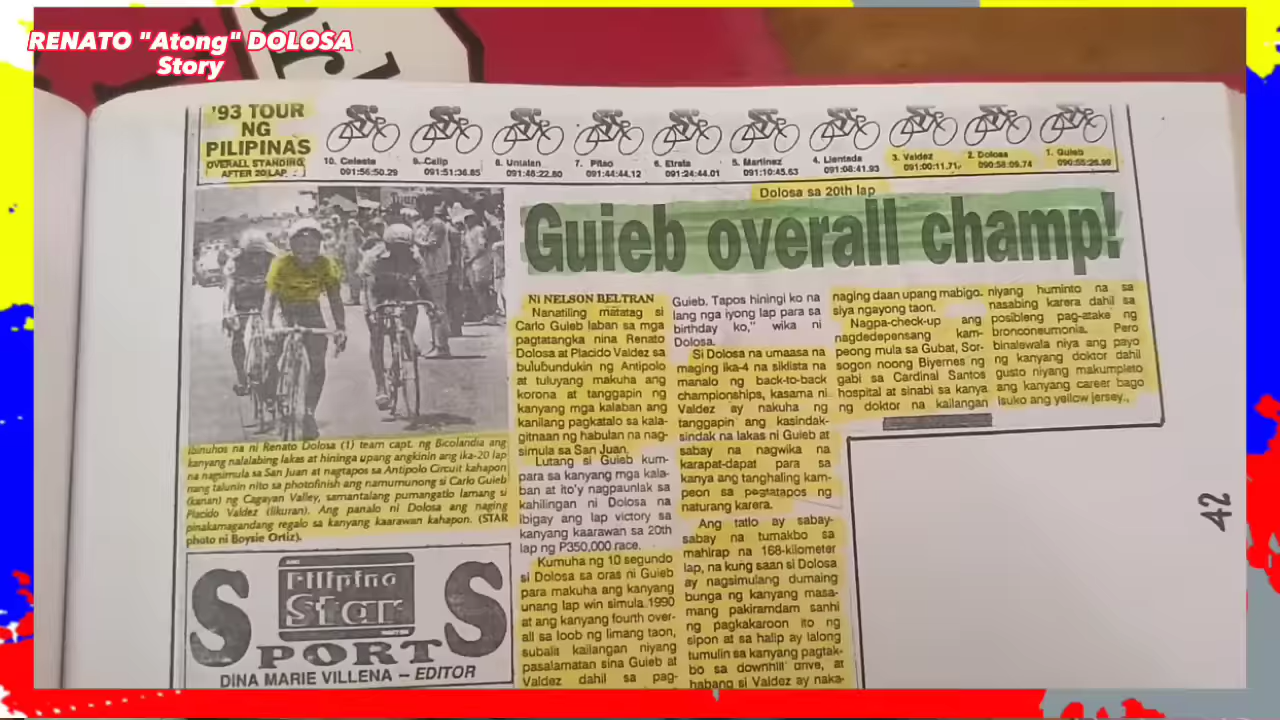 RENATO "Atong" DOLOSA
Story
'93 TOUR
NG
PILIPINAS
OVERALL STANDING
AFTER 20 LAP
10. Celeste
091:56:50.29
9. Calip
091:51:36.85
8. Untalan
091:46:22.80
7. Pitao
091:44:44.12
6. Etrata
091:24:44.01
5. Martinez
091:10:45.63
4. Llentada
091:08:41.93
3. Valdez
091:00:11.71
2. Dolosa
090:58:09.74
1. Guieb
090:55:26.99
Dolosa sa 20th lap
Guieb overall champ!
Ibinuhos na ni Renato Dolosa (1) team capt. ng Bicolandia ang
kanyang nalalabing lakas at hininga upang angkinin ang ika-20 lap
na nagsimula sa San Juan at nagtapos sa Antipolo Circuit kahapon
nang talunin nito sa photofinish ang namumunong si Carlo Guieb
(kanan) ng Cagayan Valley, samantalang pumangatlo lamang si
Placido Valdez (likuran). Ang panalo ni Dolosa ang naging
pinakamagandang regalo sa kanyang kaarawan kahapon. (STAR
photo ni Boysie Ortiz).
Pilipino
Star
SPORTS
DINA MARIE VILLENA – EDITOR
NI NELSON BELTRAN
Nanatiling matatag si
Carlo Guieb laban sa mga
pagtatangka nina Renato
Dolosa at Placido Valdez sa
bulubundukin ng Antipolo
at tuluyang makuha ang
korona at tanggapin ng
kanyang mga kalaban ang
kanilang pagkatalo sa kala-
gitnaan ng habulan na nag-
simula sa San Juan.
Lutang si Guieb kum-
para sa kanyang mga kala-
ban at ito'y nagpaunlak sa
kahilingan ni Dolosa na
ibigay ang lap victory sa
kanyang kaarawan sa 20th
lap ng P350,000 race.
Kumuha ng 10 segundo
si Dolosa sa oras ni Guieb
para makuha ang kanyang
unang lap win simula 1990
at ang kanyang fourth over-
all sa loob ng limang taon,
subalit kailangan niyang
pasalamatan sina Guieb at
Valdez dahil sa pag-
Guieb. Tapos hiningi ko na
lang nga iyong lap para sa
birthday ko," wika ni
Dolosa.
Si Dolosa na umaasa na
maging ika-4 na siklista na
manalo ng back-to-back
championships, kasama ni
Valdez ay nakuha ng
tanggapin ang kasindak-
sindak na lakas ni Guieb at
sabay na nagwika na
karapat-dapat para sa
kanya ang tanghaling kam-
peon sa pagtatapos ng
naturang karera.
Ang tatlo ay sabay-
sabay na tumakbo sa
mahirap na 168-kilometer
lap, na kung saan si Dolosa
ay nagsimulang dumaing
bunga ng kanyang masa-
mang pakiramdam sanhi
ng pagkakaroon ito ng
sipon at sa halip ay lalong
tumulin sa kanyang pagtak-
bo sa downhill drive, at
habang si Valdez ay naka-
naging daan upang mabigo.
siya ngayong taon.
Nagpa-check-up ang
nagdedepensang kam-
peong mula sa Gubat, Sor-
sogon noong Biyernes ng
gabi sa Cardinal Santos
hospital at sinabi sa kanya
ng doktor na kailangan
niyang huminto na sa
nasabing karera dahil sa
posibleng pag-atake ng
bronconeumonia. Pero
binalewala niya ang payo
ng kanyang doktor dahil
gusto niyang makumpleto
ang kanyang career bago
isuko ang yellow jersey.,
42